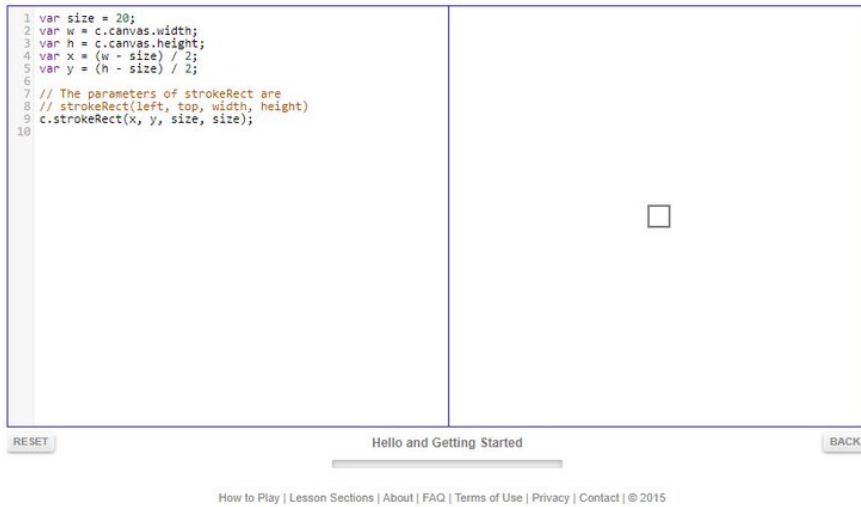 1 var size = 20;
2 var w = c.canvas.width;
3 var h = c.canvas.height;
4 var x = (w - size) / 2;
5 var y = (h - size) / 2;
6
7 // The parameters of strokeRect are
8 // strokeRect(left, top, width, height)
9 c.strokeRect(x, y, size, size);
10
RESET Hello and Getting Started BACK
How to Play | Lesson Sections | About | FAQ | Terms of Use | Privacy | Contact | © 2015